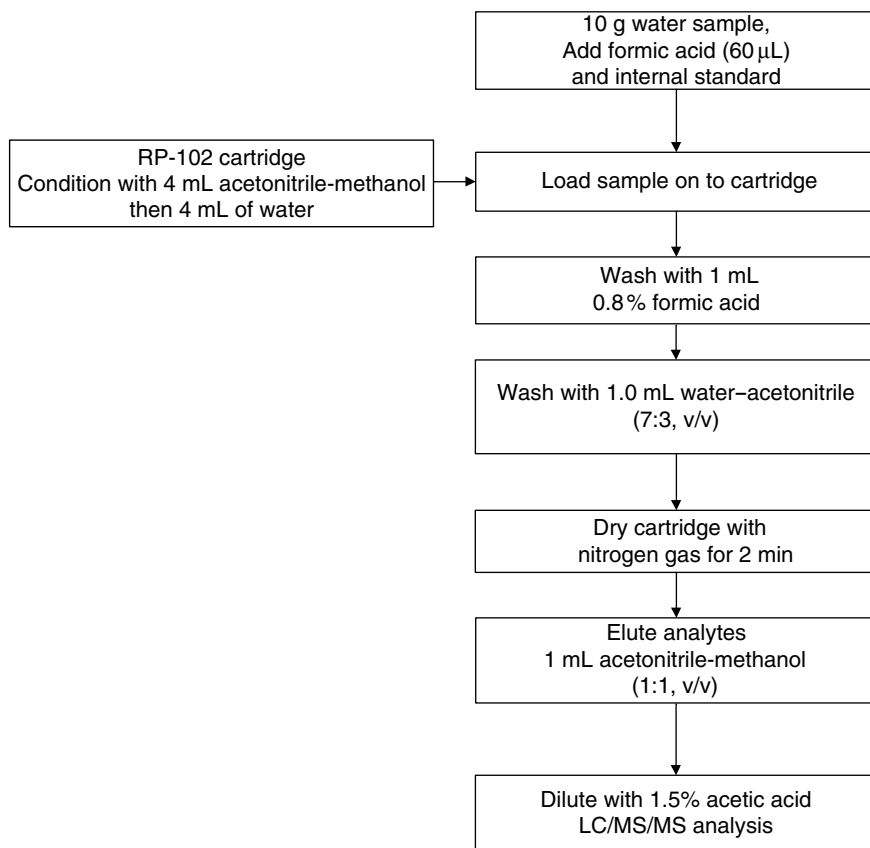 10 g water sample,
Add formic acid (60 μL)
and internal standard
RP-102 cartridge
Condition with 4 mL acetonitrile-methanol
then 4 mL of water
Load sample on to cartridge
Wash with 1 mL
0.8% formic acid
Wash with 1.0 mL water–acetonitrile
(7:3, v/v)
Dry cartridge with
nitrogen gas for 2 min
Elute analytes
1 mL acetonitrile-methanol
(1:1, v/v)
Dilute with 1.5% acetic acid
LC/MS/MS analysis